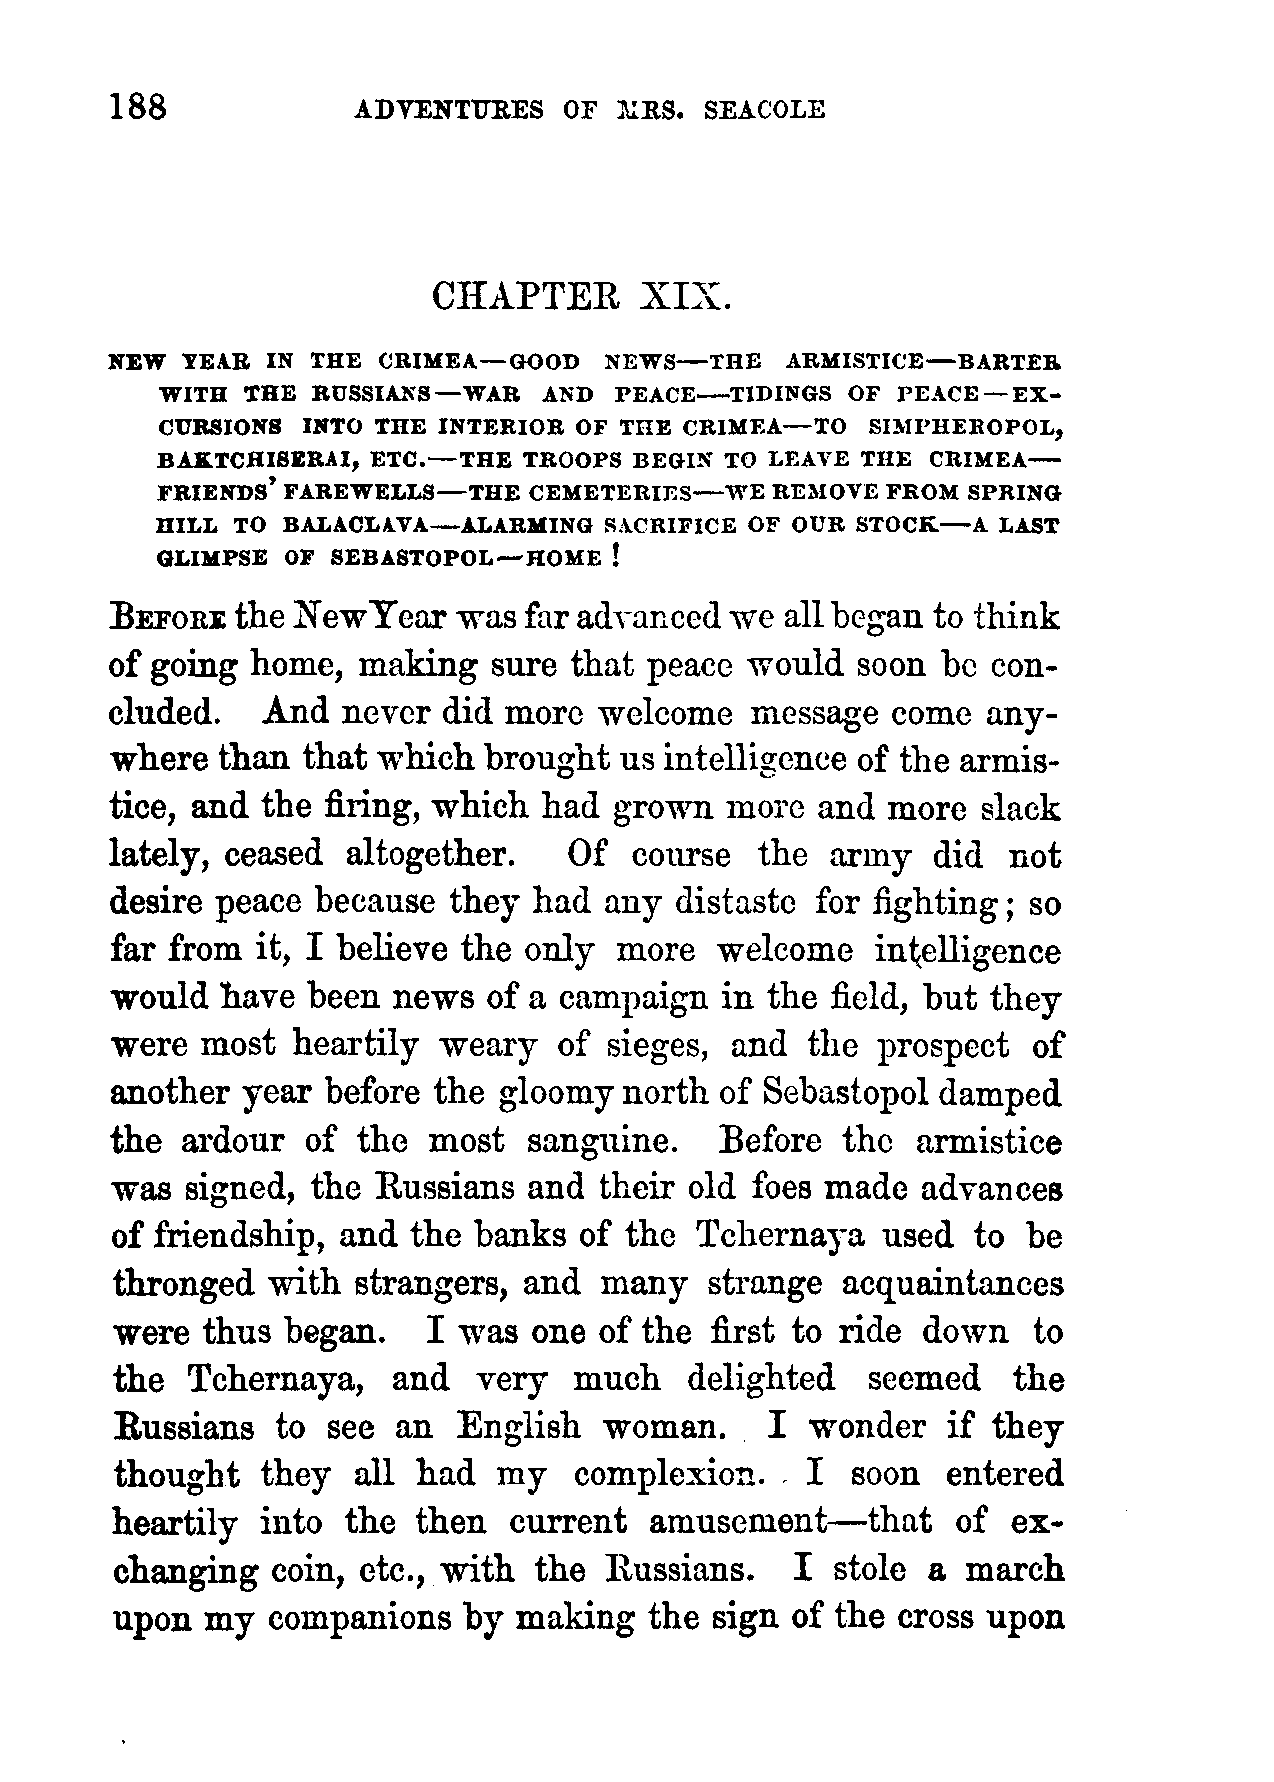 188 ADVENTURES OF MRS. SEACOLE
CHAPTER XIX.
NEW YEAR IN THE CRIMEA—GOOD NEWS—THE ARMISTICE—BARTER
WITH THE RUSSIANS—WAR AND PEACE—TIDINGS OF PEACE—EX-
CURSIONS INTO THE INTERIOR OF THE CRIMEA—TO SIMPHEROPOL,
BAKTCHISERAI, ETC.—THE TROOPS BEGIN TO LEAVE THE CRIMEA—
FRIENDS' FAREWELLS—THE CEMETERIES—WE REMOVE FROM SPRING
HILL TO BALACLAVA—ALARMING SACRIFICE OF OUR STOCK—A LAST
GLIMPSE OF SEBASTOPOL—HOME!
BEFORE the New Year was far advanced we all began to think
of going home, making sure that peace would soon be con-
cluded. And never did more welcome message come any-
where than that which brought us intelligence of the armis-
tice, and the firing, which had grown more and more slack
lately, ceased altogether. Of course the army did not
desire peace because they had any distaste for fighting; so
far from it, I believe the only more welcome intelligence
would have been news of a campaign in the field, but they
were most heartily weary of sieges, and the prospect of
another year before the gloomy north of Sebastopol damped
the ardour of the most sanguine. Before the armistice
was signed, the Russians and their old foes made advances
of friendship, and the banks of the Tchernaya used to be
thronged with strangers, and many strange acquaintances
were thus began. I was one of the first to ride down to
the Tchernaya, and very much delighted seemed the
Russians to see an English woman. I wonder if they
thought they all had my complexion. I soon entered
heartily into the then current amusement—that of ex-
changing coin, etc., with the Russians. I stole a march
upon my companions by making the sign of the cross upon